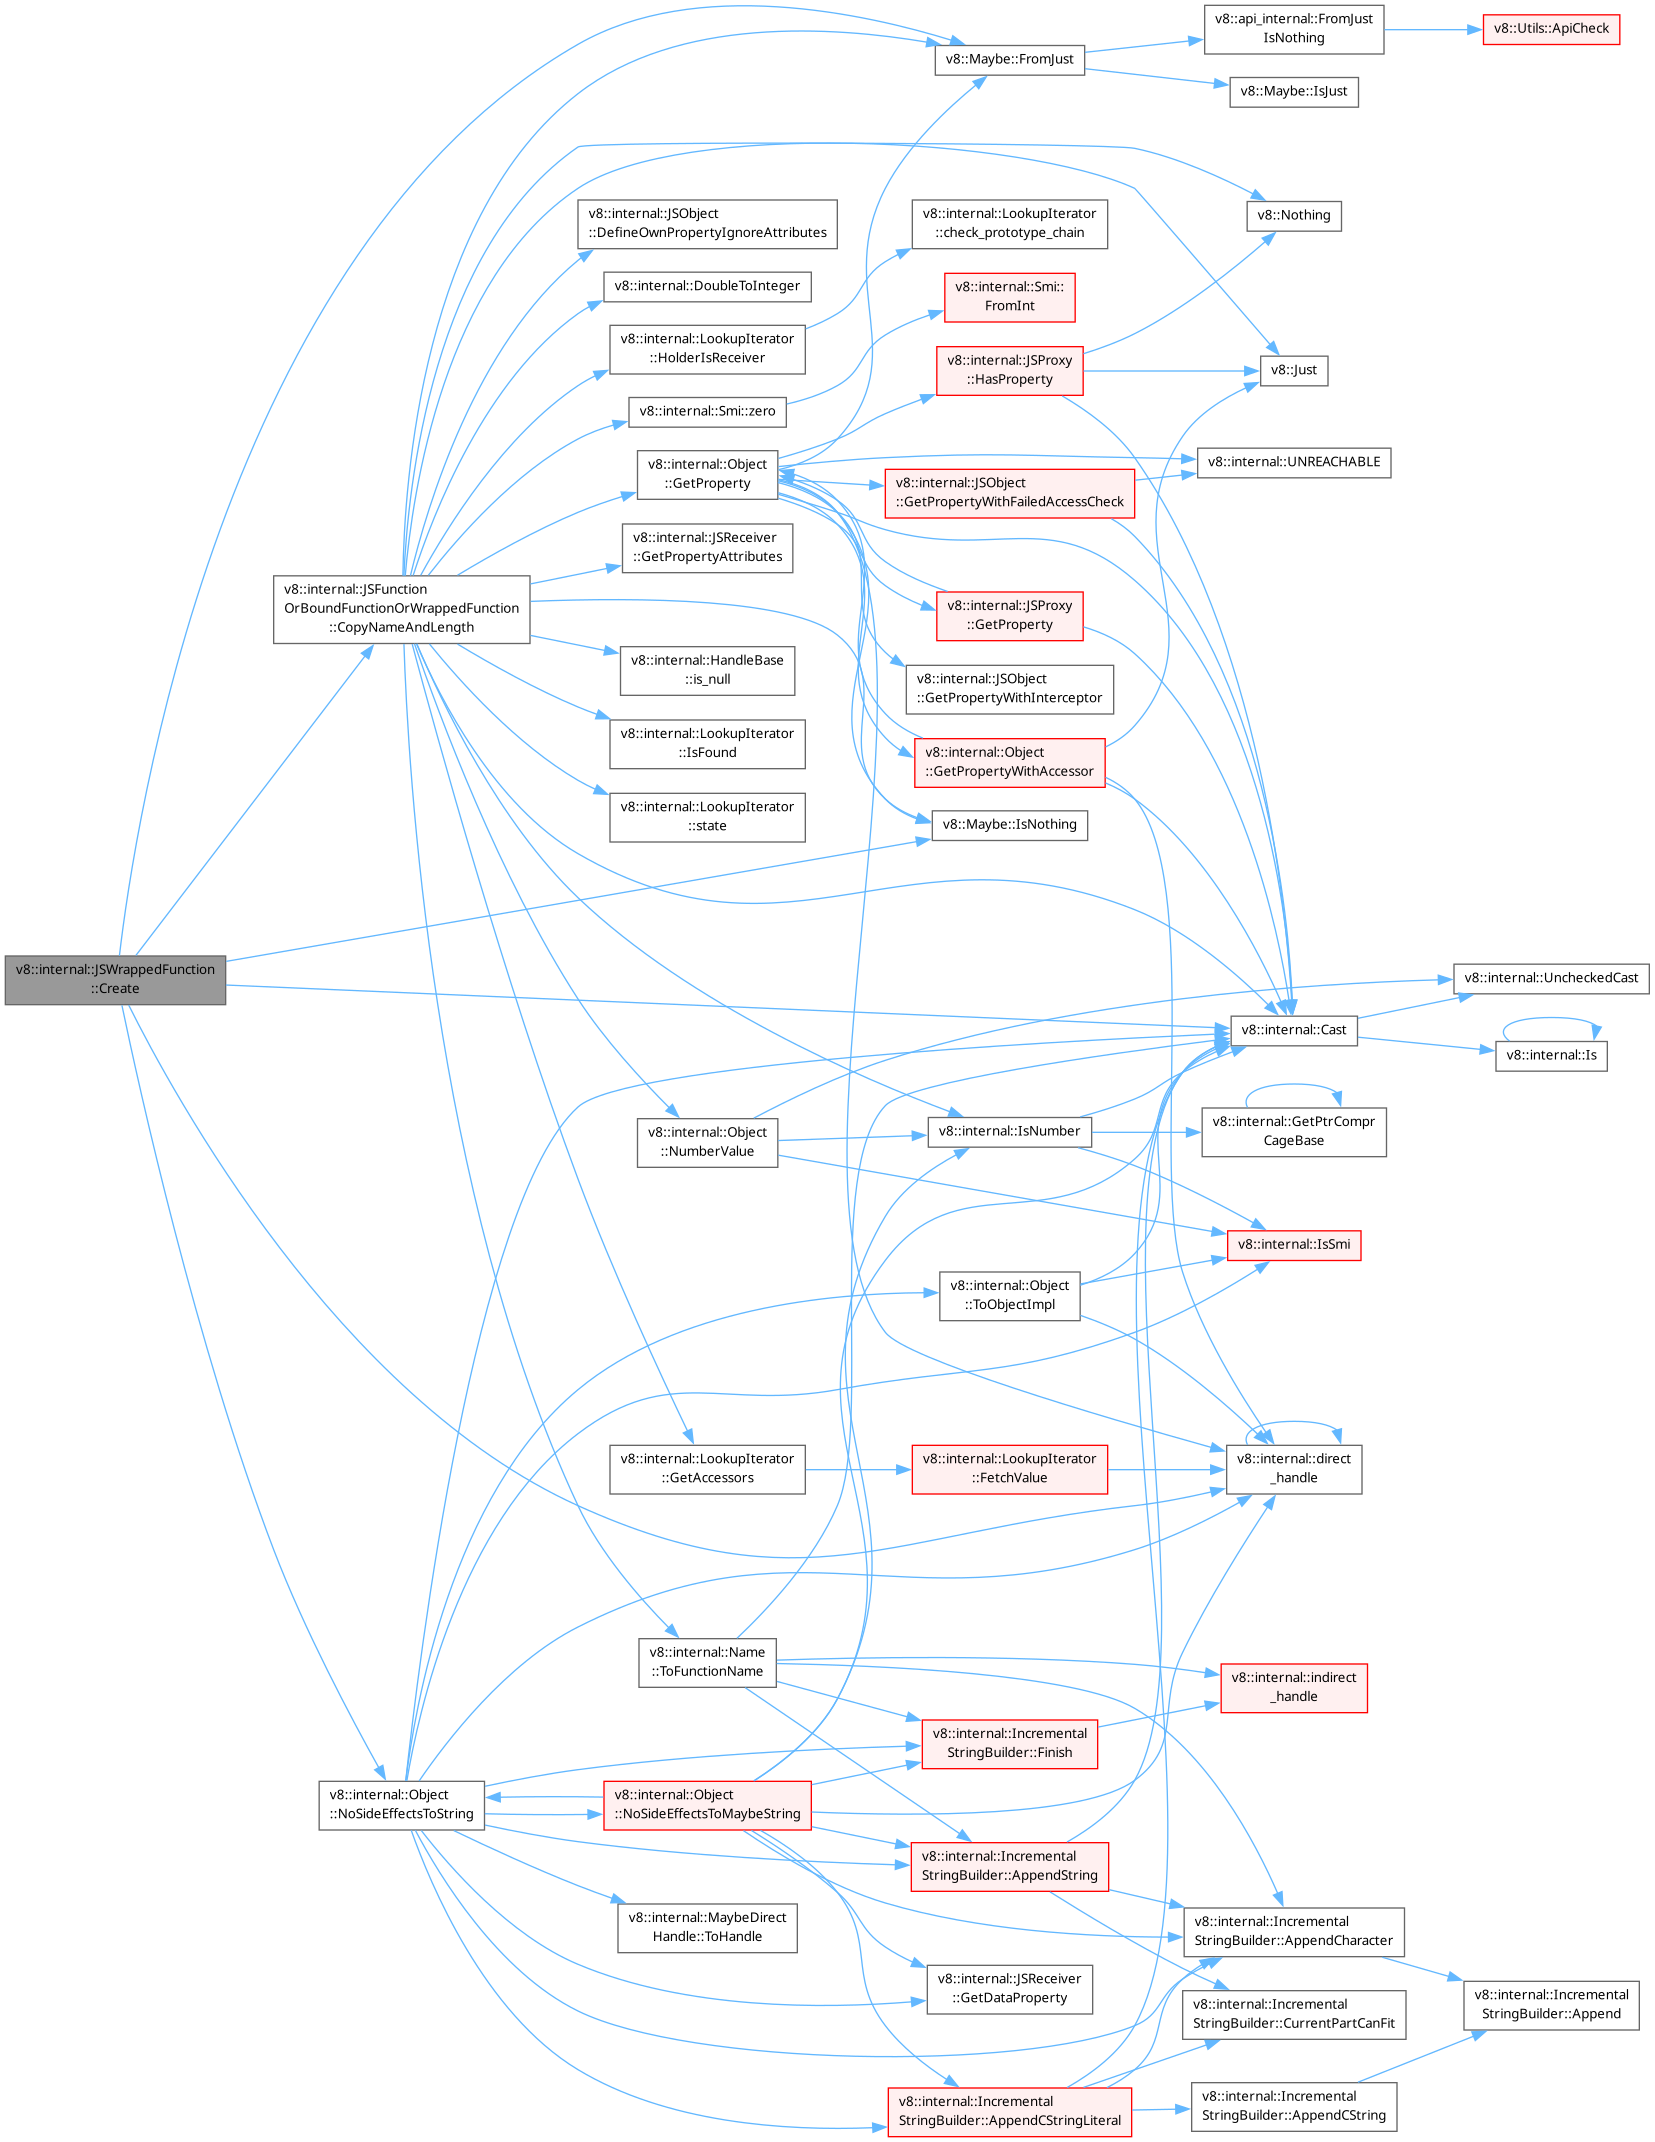 v8::internal::JSWrappedFunction
::Create
v8::internal::JSFunction
OrBoundFunctionOrWrappedFunction
::CopyNameAndLength
v8::internal::Object
::NoSideEffectsToString
v8::internal::JSObject
::DefineOwnPropertyIgnoreAttributes
v8::internal::DoubleToInteger
v8::internal::LookupIterator
::HolderIsReceiver
v8::internal::Smi::zero
v8::internal::Object
::GetProperty
v8::internal::JSReceiver
::GetPropertyAttributes
v8::internal::HandleBase
::is_null
v8::internal::LookupIterator
::IsFound
v8::internal::LookupIterator
::state
v8::internal::Object
::NumberValue
v8::internal::LookupIterator
::GetAccessors
v8::internal::Name
::ToFunctionName
v8::internal::Object
::NoSideEffectsToMaybeString
v8::internal::MaybeDirect
Handle::ToHandle
v8::Maybe::FromJust
v8::internal::LookupIterator
::check_prototype_chain
v8::internal::Smi::
FromInt
v8::internal::JSProxy
::HasProperty
v8::internal::JSObject
::GetPropertyWithFailedAccessCheck
v8::internal::JSProxy
::GetProperty
v8::internal::JSObject
::GetPropertyWithInterceptor
v8::internal::Object
::GetPropertyWithAccessor
v8::Maybe::IsNothing
v8::internal::IsNumber
v8::internal::Object
::ToObjectImpl
v8::internal::LookupIterator
::FetchValue
v8::internal::Incremental
StringBuilder::Finish
v8::internal::Incremental
StringBuilder::AppendString
v8::internal::JSReceiver
::GetDataProperty
v8::internal::Incremental
StringBuilder::AppendCStringLiteral
v8::api_internal::FromJust
IsNothing
v8::Maybe::IsJust
v8::Nothing
v8::Just
v8::internal::UNREACHABLE
v8::internal::Cast
v8::internal::GetPtrCompr
CageBase
v8::internal::IsSmi
v8::internal::direct
_handle
v8::internal::indirect
_handle
v8::internal::Incremental
StringBuilder::AppendCharacter
v8::internal::Incremental
StringBuilder::CurrentPartCanFit
v8::internal::Incremental
StringBuilder::AppendCString
v8::Utils::ApiCheck
v8::internal::UncheckedCast
v8::internal::Is
v8::internal::Incremental
StringBuilder::Append